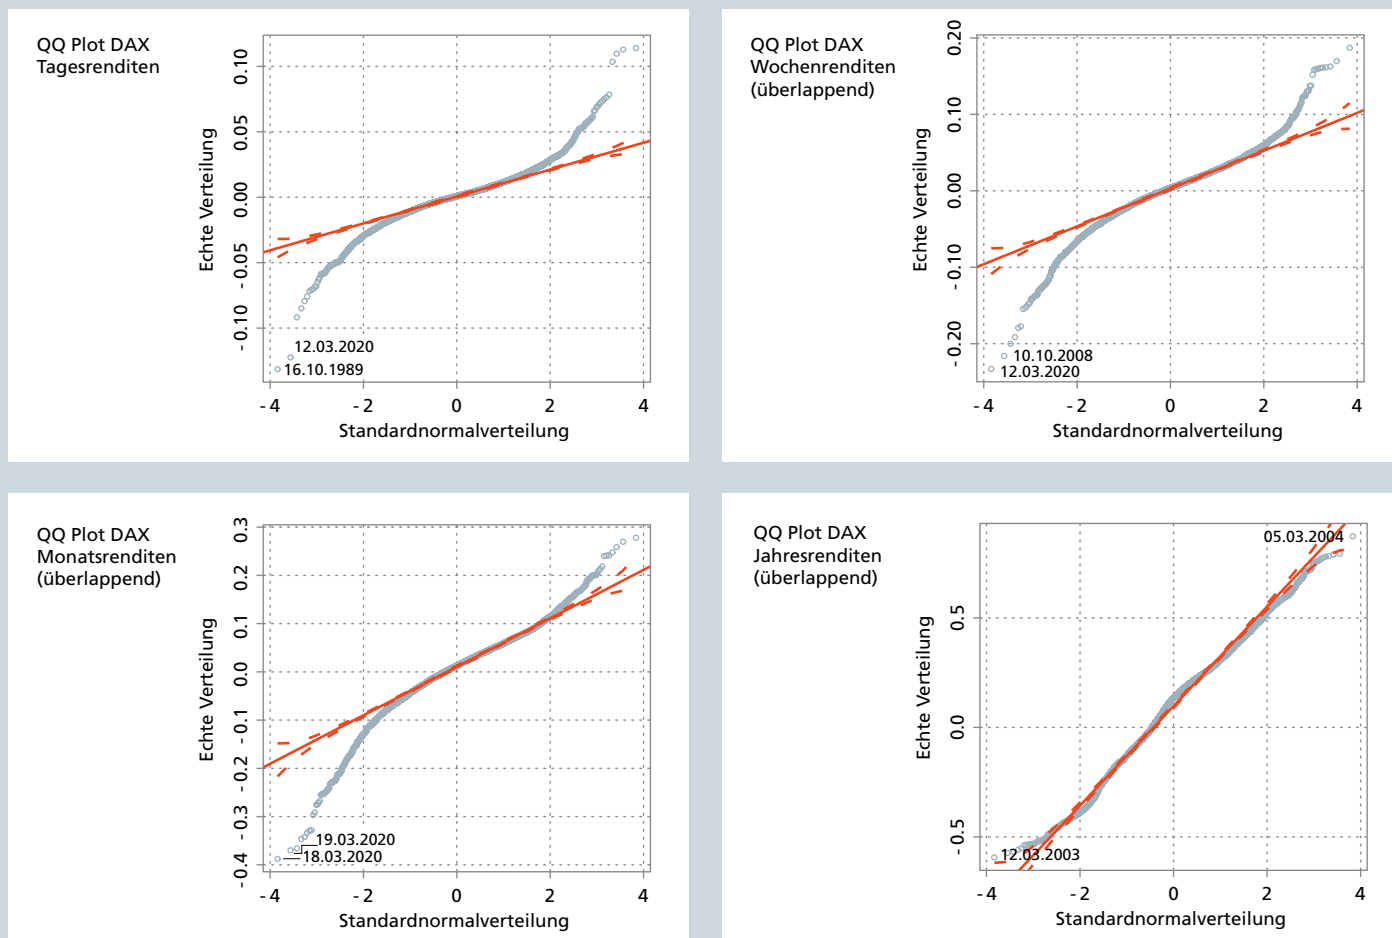 QQ Plot DAX
Tagesrenditen
Echte Verteilung
0.10
0.05
0.00
- 0.05
- 0.10
12.03.2020
16.10.1989
- 4
- 2
0
2
4
Standardnormalverteilung
QQ Plot DAX
Wochenrenditen
(überlappend)
Echte Verteilung
0.20
0.10
0.00
- 0.10
- 0.20
10.10.2008
12.03.2020
- 4
- 2
0
2
4
Standardnormalverteilung
QQ Plot DAX
Monatsrenditen
(überlappend)
Echte Verteilung
0.3
0.2
0.1
0.0
- 0.1
- 0.2
- 0.3
- 0.4
19.03.2020
18.03.2020
- 4
- 2
0
2
4
Standardnormalverteilung
QQ Plot DAX
Jahresrenditen
(überlappend)
Echte Verteilung
05.03.2004
0.5
0.0
- 0.5
12.03.2003
- 4
- 2
0
2
4
Standardnormalverteilung